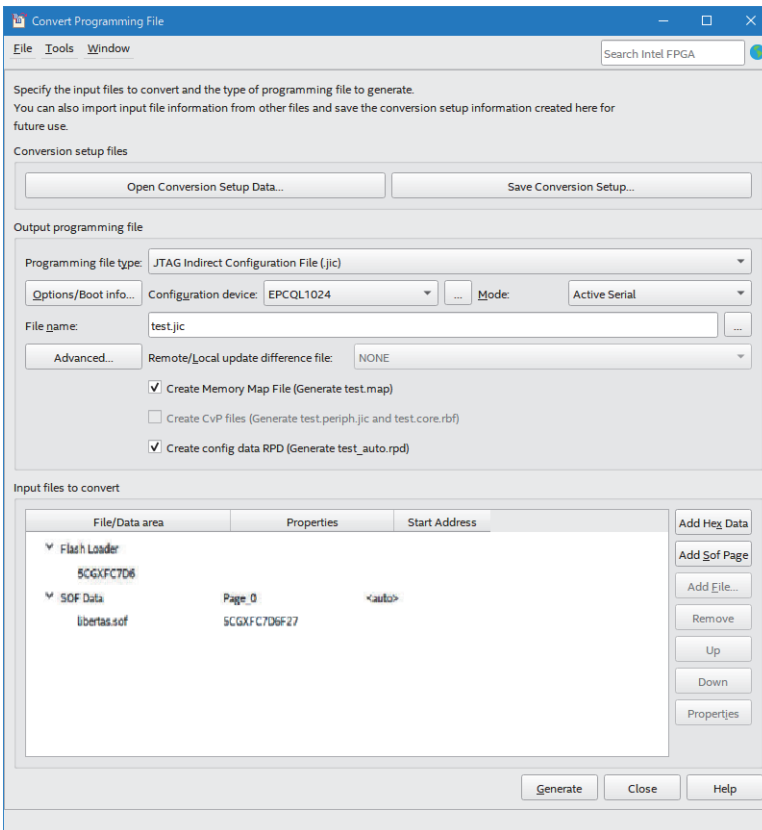 Convert Programming File
File Tools Window
Search Intel FPGA
Specify the input files to convert and the type of programming file to generate.
You can also import input file information from other files and save the conversion setup information created here for
future use.
Conversion setup files
Open Conversion Setup Data... Save Conversion Setup...
Output programming file
Programming file type: JTAG Indirect Configuration File (.jic)
Options/Boot info... Configuration device: EPCQL1024 ... Mode: Active Serial
File name: test.jic ...
Advanced... Remote/Local update difference file: NONE
Create Memory Map File (Generate test.map)
Create CvP files (Generate test.periph.jic and test.core.rbf)
Create config data RPD (Generate test_auto.rpd)
Input files to convert
File/Data area Properties Start Address
Flash Loader
5CGXFC7D6
SOF Data Page_0 <auto>
libertas.sof 5CGXFC7D6F27
Add Hex Data
Add Sof Page
Add File...
Remove
Up
Down
Properties
Generate Close Help